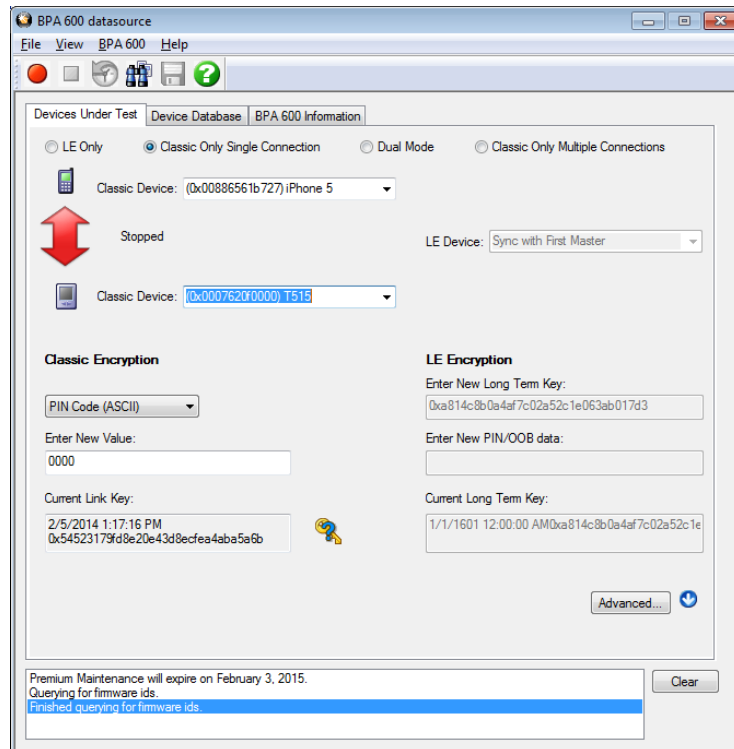 BPA 600 datasource
File View BPA 600 Help
Devices Under Test Device Database BPA 600 Information
LE Only Classic Only Single Connection Dual Mode Classic Only Multiple Connections
Classic Device: (0x00886561b727) iPhone 5
Stopped
LE Device: Sync with First Master
Classic Device: (0x0007620f0000) T515
Classic Encryption LE Encryption
Enter New Long Term Key:
PIN Code (ASCII) 0xa814c8b0a4af7c02a52c1e063ab017d3
Enter New Value: Enter New PIN/OOB data:
0000
Current Link Key: Current Long Term Key:
2/5/2014 1:17:16 PM 1/1/1601 12:00:00 AM0xa814c8b0a4af7c02a52c1e
0x54523179fd8e20e43d8ecfea4aba5a6b
Advanced...
Premium Maintenance will expire on February 3, 2015. Clear
Querying for firmware ids.
Finished querying for firmware ids.